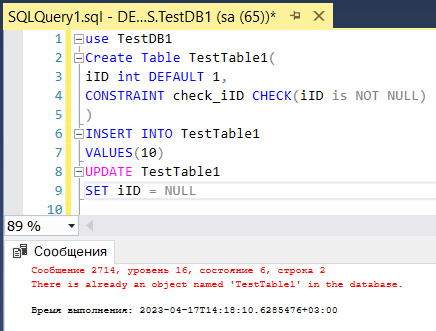 SQLQuery1.sql - DE...S.TestDB1 (sa (65))*
1 use TestDB1
2 Create Table TestTable1(
3 iID int DEFAULT 1,
4 CONSTRAINT check_iID CHECK(iID is NOT NULL)
5 )
6 INSERT INTO TestTable1
7 VALUES(10)
8 UPDATE TestTable1
9 SET iID = NULL
10
89 %
Сообщения
Сообщение 2714, уровень 16, состояние 6, строка 2
There is already an object named 'TestTable1' in the database.
Время выполнения: 2023-04-17T14:18:10.6285476+03:00